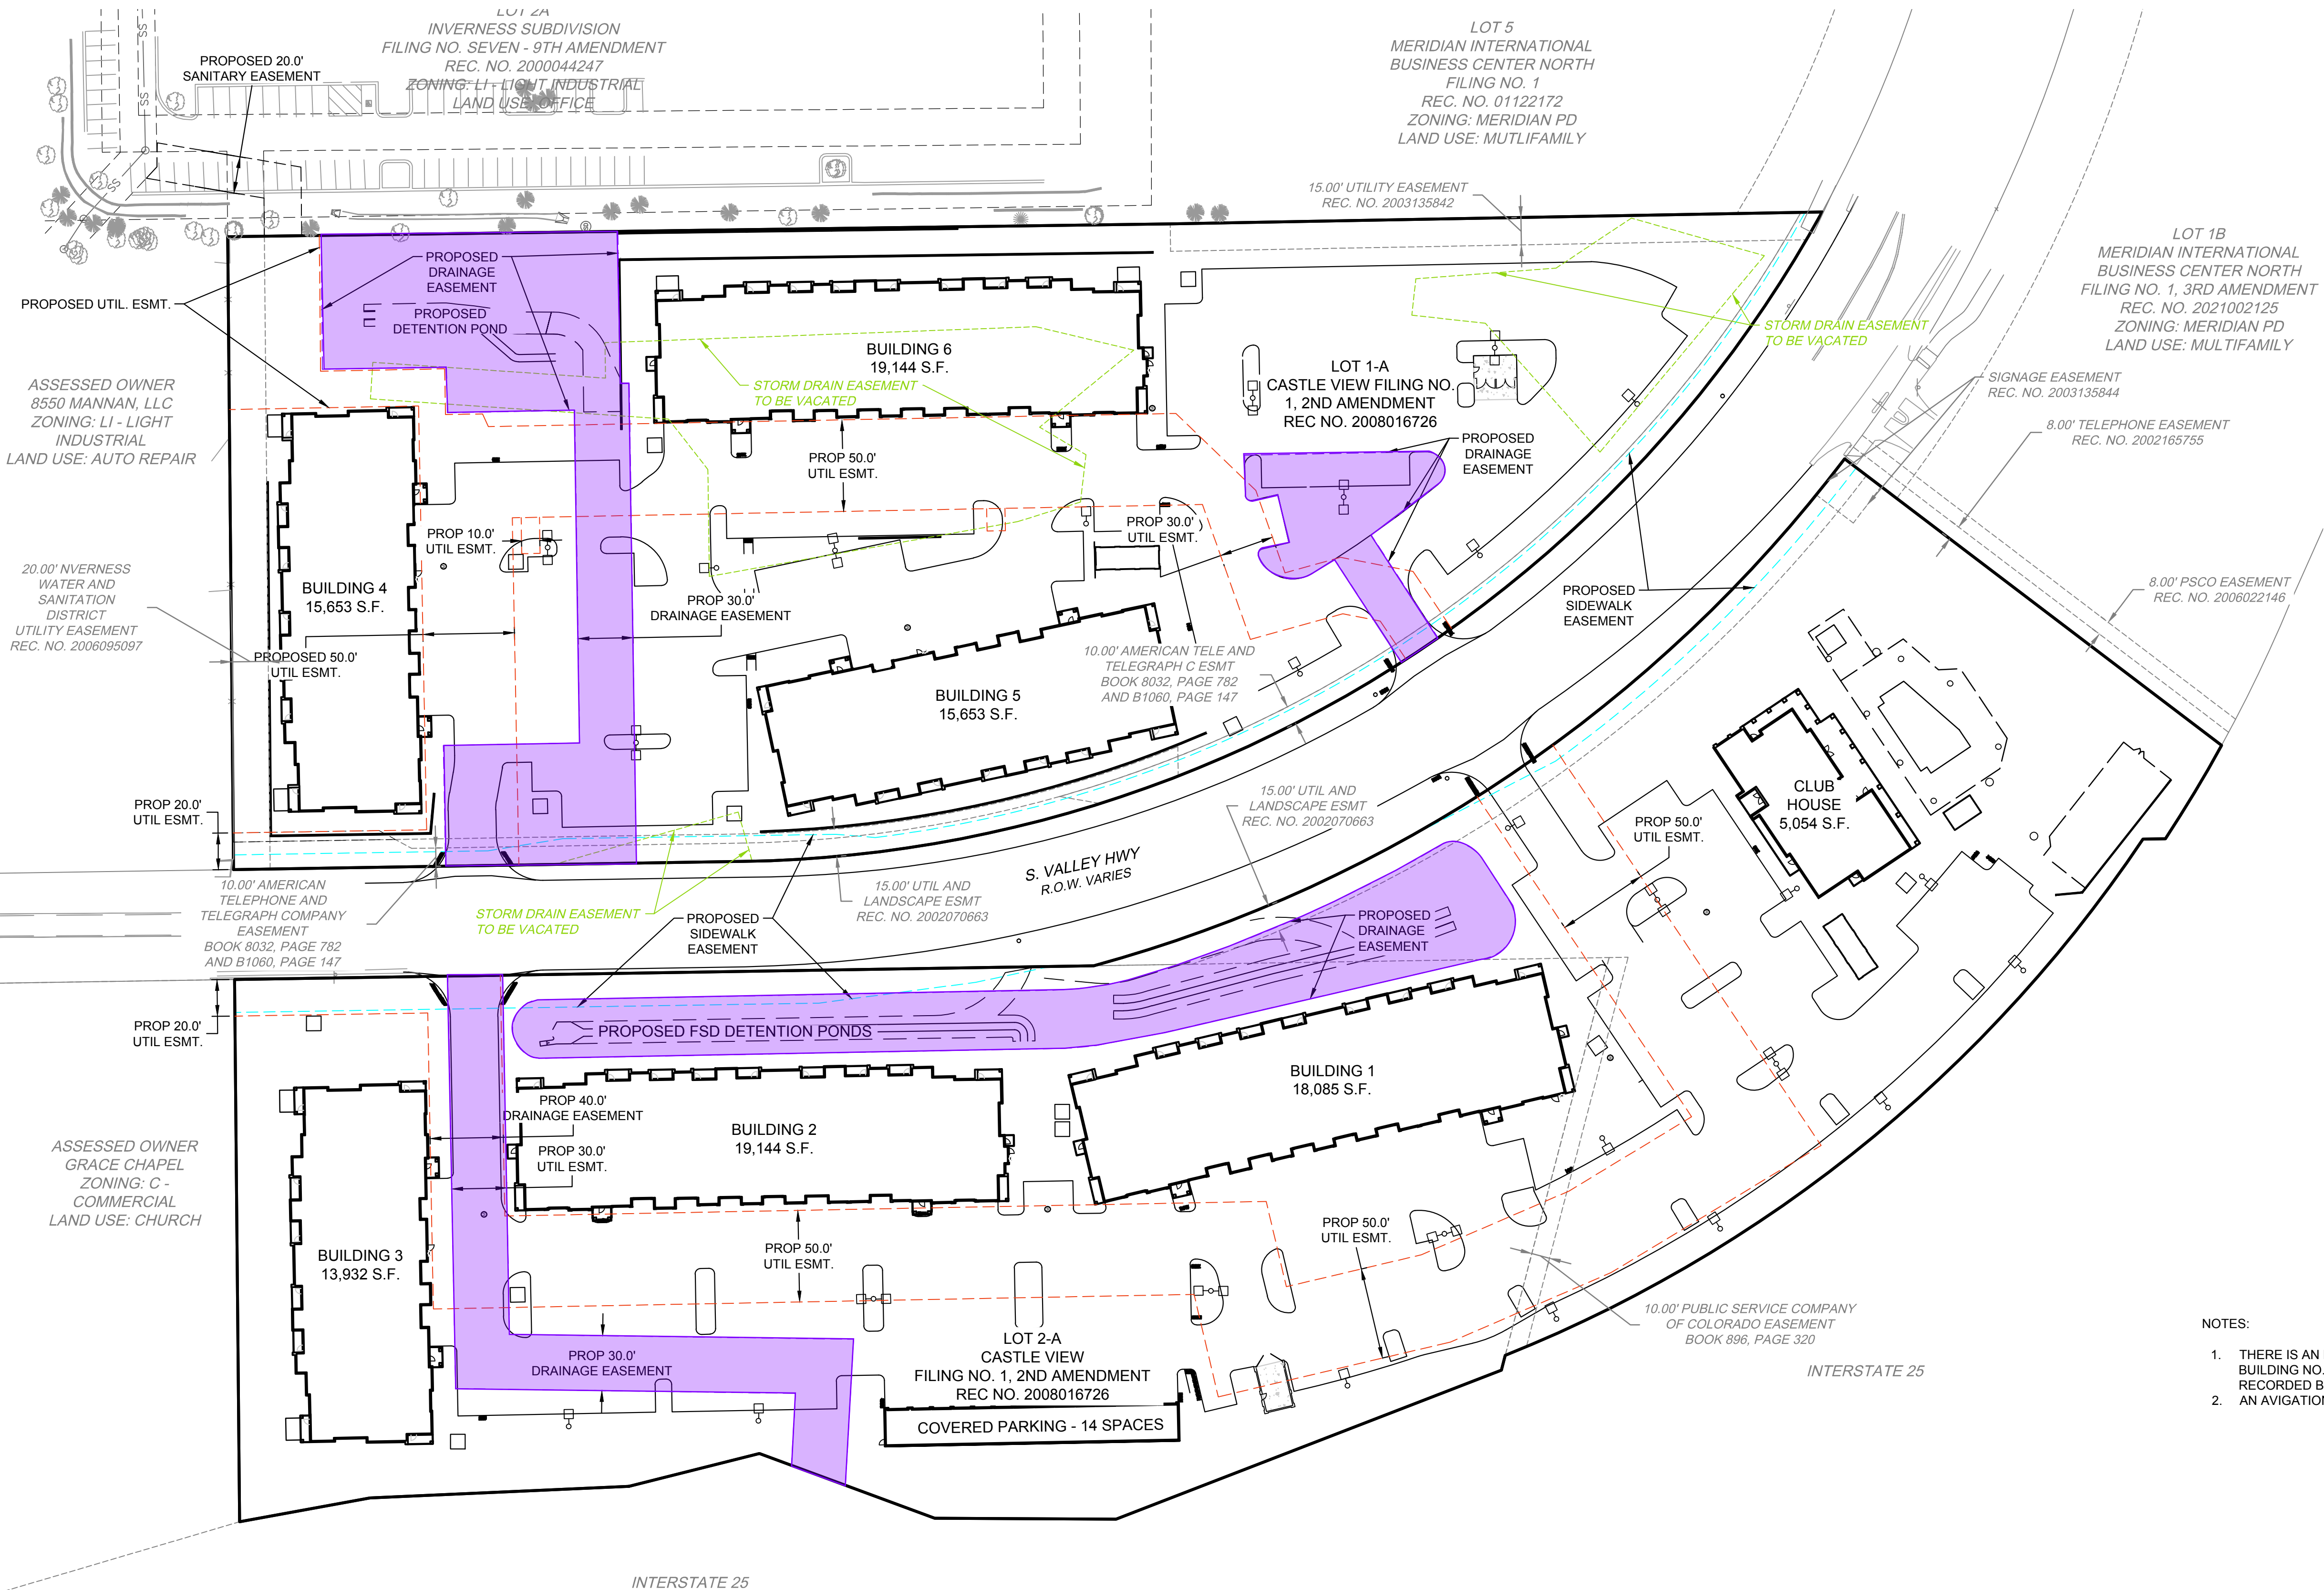 LOT 2A
INVERNESS SUBDIVISION
FILING NO. SEVEN - 9TH AMENDMENT
REC. NO. 2000044247
ZONING: LI - LIGHT INDUSTRIAL
LAND USE: OFFICE
PROPOSED 20.0'
SANITARY EASEMENT
SS
SS
SS
LOT 5
MERIDIAN INTERNATIONAL
BUSINESS CENTER NORTH
FILING NO. 1
REC. NO. 01122172
ZONING: MERIDIAN PD
LAND USE: MUTLIFAMILY
15.00' UTILITY EASEMENT
REC. NO. 2003135842
LOT 1B
MERIDIAN INTERNATIONAL
BUSINESS CENTER NORTH
FILING NO. 1, 3RD AMENDMENT
REC. NO. 2021002125
ZONING: MERIDIAN PD
LAND USE: MULTIFAMILY
PROPOSED
DRAINAGE
EASEMENT
PROPOSED UTIL. ESMT.
PROPOSED
DETENTION POND
BUILDING 6
19,144 S.F.
STORM DRAIN EASEMENT
TO BE VACATED
STORM DRAIN EASEMENT
TO BE VACATED
LOT 1-A
CASTLE VIEW FILING NO.
1, 2ND AMENDMENT
REC NO. 2008016726
SIGNAGE EASEMENT
REC. NO. 2003135844
8.00' TELEPHONE EASEMENT
REC. NO. 2002165755
ASSESSED OWNER
8550 MANNAN, LLC
ZONING: LI - LIGHT
INDUSTRIAL
LAND USE: AUTO REPAIR
PROPOSED
DRAINAGE
EASEMENT
PROP 50.0'
UTIL ESMT.
PROP 10.0'
UTIL ESMT.
PROP 30.0'
UTIL ESMT.
20.00' NVERNESS
WATER AND
SANITATION
DISTRICT
UTILITY EASEMENT
REC. NO. 2006095097
BUILDING 4
15,653 S.F.
PROP 30.0'
DRAINAGE EASEMENT
PROPOSED
SIDEWALK
EASEMENT
8.00' PSCO EASEMENT
REC. NO. 2006022146
PROPOSED 50.0'
UTIL ESMT.
10.00' AMERICAN TELE AND
TELEGRAPH C ESMT
BOOK 8032, PAGE 782
AND B1060, PAGE 147
BUILDING 5
15,653 S.F.
PROP 20.0'
UTIL ESMT.
15.00' UTIL AND
LANDSCAPE ESMT
REC. NO. 2002070663
CLUB
HOUSE
5,054 S.F.
PROP 50.0'
UTIL ESMT.
S. VALLEY HWY
R.O.W. VARIES
10.00' AMERICAN
TELEPHONE AND
TELEGRAPH COMPANY
EASEMENT
BOOK 8032, PAGE 782
AND B1060, PAGE 147
15.00' UTIL AND
LANDSCAPE ESMT
REC. NO. 2002070663
STORM DRAIN EASEMENT
TO BE VACATED
PROPOSED
SIDEWALK
EASEMENT
PROPOSED
DRAINAGE
EASEMENT
PROP 20.0'
UTIL ESMT.
PROPOSED FSD DETENTION PONDS
BUILDING 1
18,085 S.F.
PROP 40.0'
DRAINAGE EASEMENT
BUILDING 2
19,144 S.F.
PROP 30.0'
UTIL ESMT.
ASSESSED OWNER
GRACE CHAPEL
ZONING: C -
COMMERCIAL
LAND USE: CHURCH
BUILDING 3
13,932 S.F.
PROP 50.0'
UTIL ESMT.
PROP 50.0'
UTIL ESMT.
10.00' PUBLIC SERVICE COMPANY
OF COLORADO EASEMENT
BOOK 896, PAGE 320
PROP 30.0'
DRAINAGE EASEMENT
LOT 2-A
CASTLE VIEW
FILING NO. 1, 2ND AMENDMENT
REC NO. 2008016726
COVERED PARKING - 14 SPACES
INTERSTATE 25
NOTES:
1. THERE IS AN
BUILDING NO.
RECORDED B
2. AN AVIGATION
INTERSTATE 25